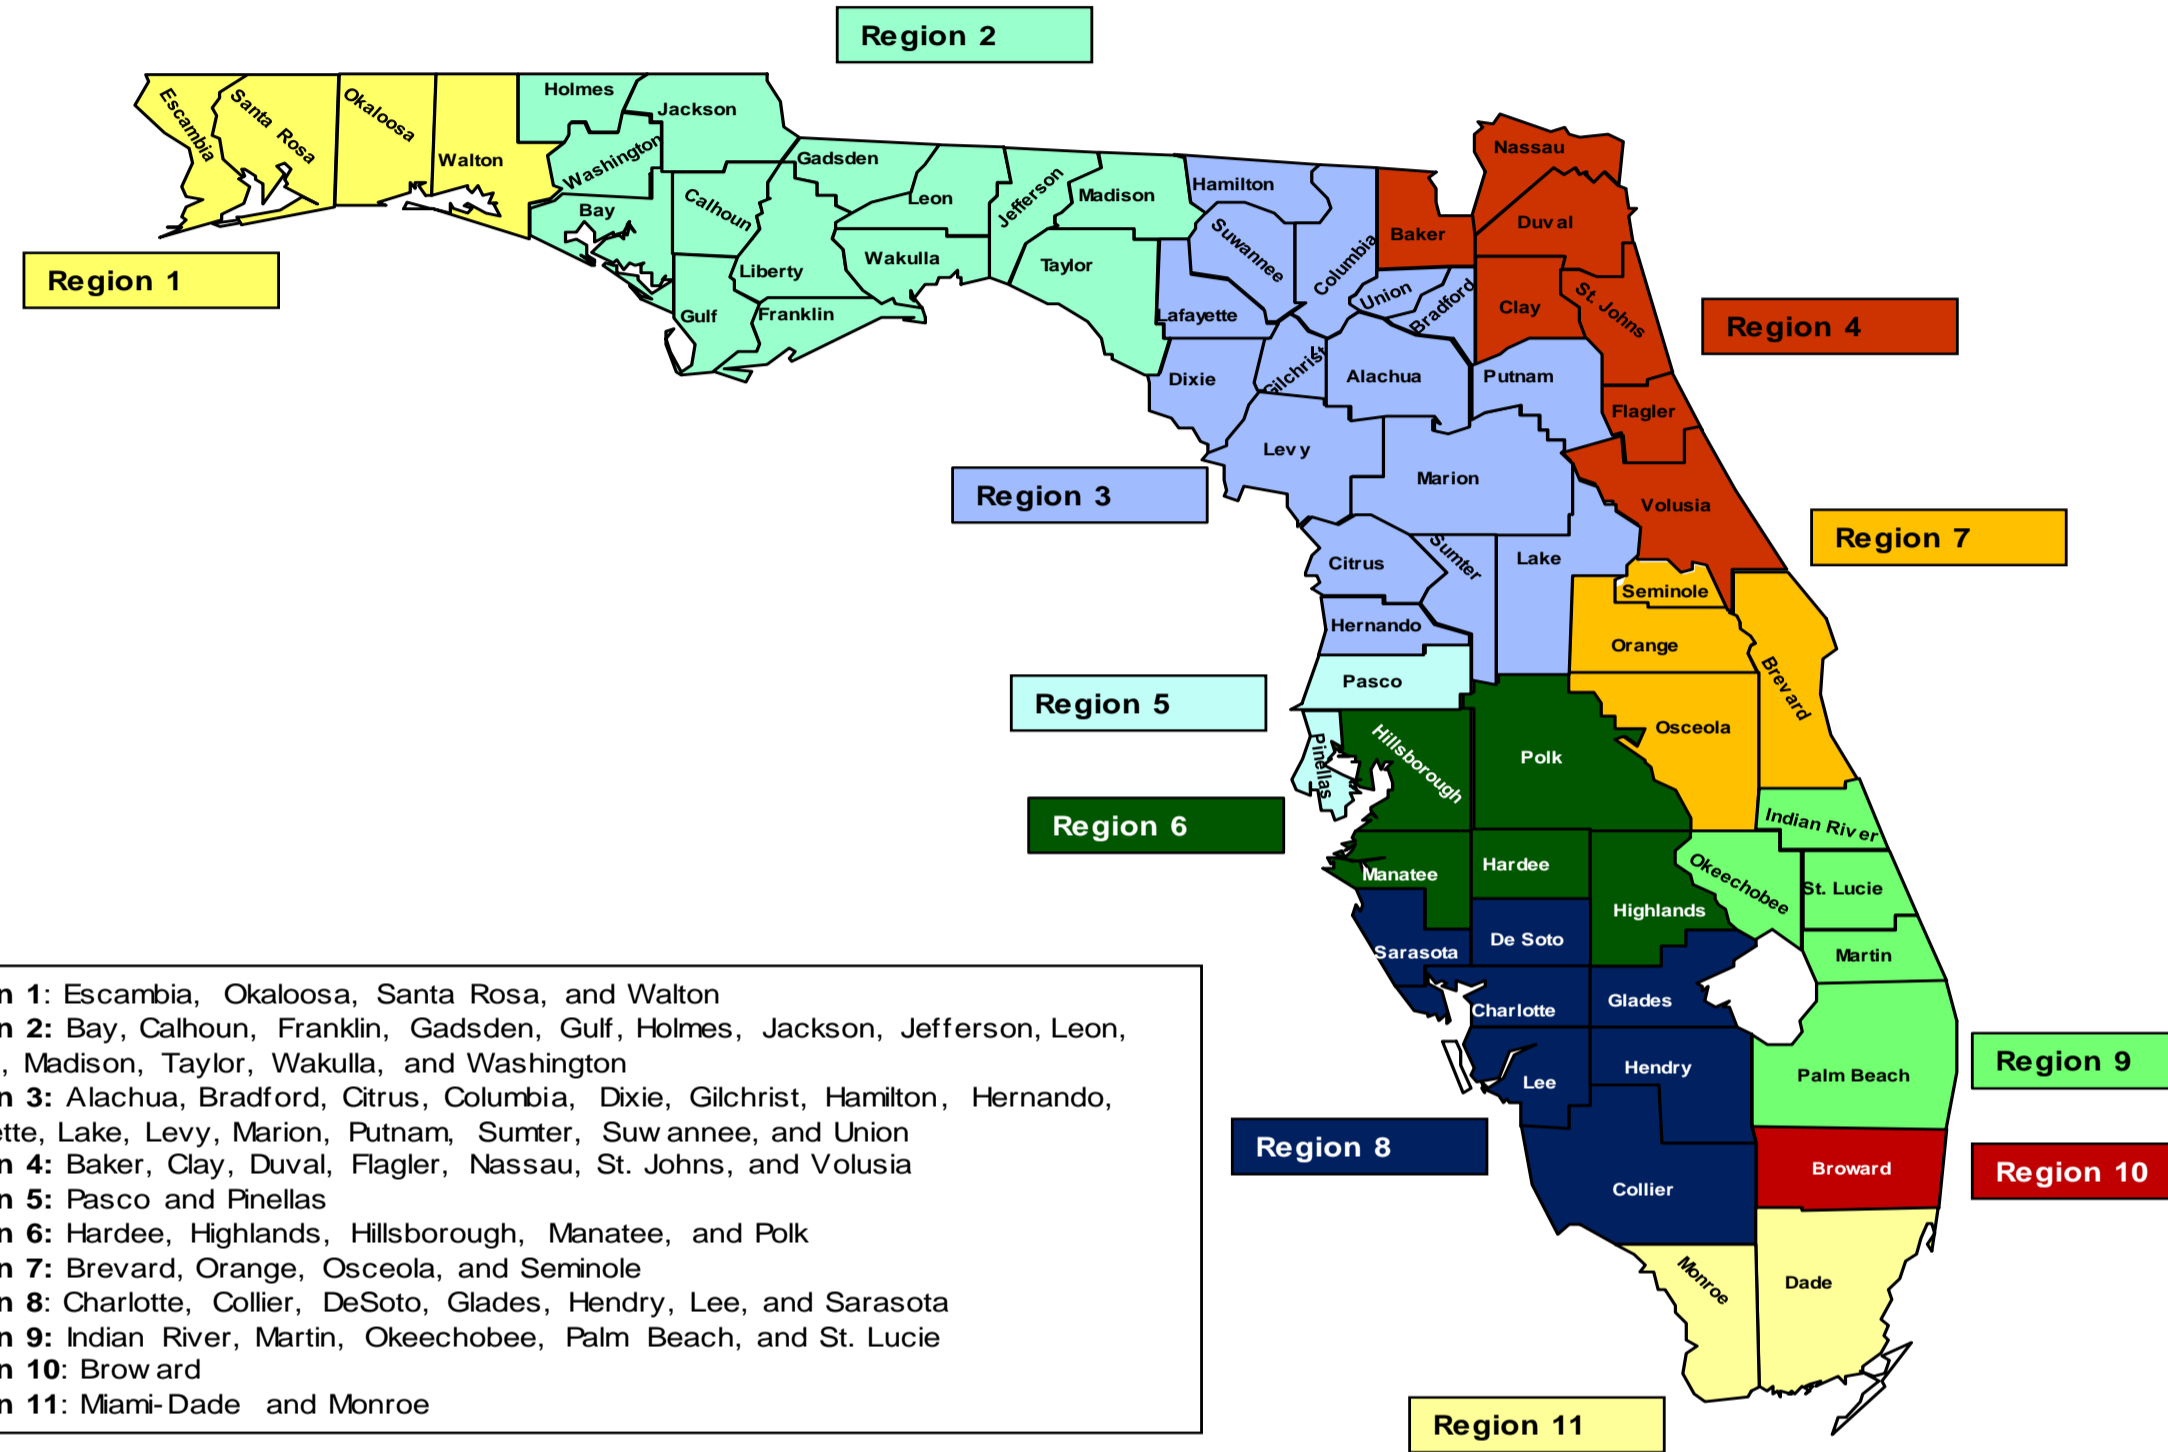 Region 2
Holmes
Jackson
Escambia
Santa Rosa
Okaloosa
Walton
Washington
Gadsden
Calhoun
Leon
Jefferson
Madison
Hamilton
Nassau
Bay
Baker
Duval
Liberty
Wakulla
Taylor
Suwannee
Columbia
Region 1
Gulf
Franklin
Lafayette
Union
Bradford
Clay
St. Johns
Region 4
Dixie
Gilchrist
Alachua
Putnam
Flagler
Levy
Marion
Volusia
Region 3
Region 7
Citrus
Sumter
Lake
Seminole
Hernando
Orange
Brevard
Pasco
Region 5
Osceola
Pinellas
Hillsborough
Polk
Region 6
Indian River
Manatee
Hardee
Okeechobee
St. Lucie
Highlands
Sarasota
De Soto
Martin
Charlotte
Glades
Lee
Hendry
Palm Beach
Region 9
Region 8
Broward
Region 10
Collier
Monroe
Dade
Region 11
n 1: Escambia, Okaloosa, Santa Rosa, and Walton
n 2: Bay, Calhoun, Franklin, Gadsden, Gulf, Holmes, Jackson, Jefferson, Leon,
, Madison, Taylor, Wakulla, and Washington
n 3: Alachua, Bradford, Citrus, Columbia, Dixie, Gilchrist, Hamilton, Hernando,
ette, Lake, Levy, Marion, Putnam, Sumter, Suwannee, and Union
n 4: Baker, Clay, Duval, Flagler, Nassau, St. Johns, and Volusia
n 5: Pasco and Pinellas
n 6: Hardee, Highlands, Hillsborough, Manatee, and Polk
n 7: Brevard, Orange, Osceola, and Seminole
n 8: Charlotte, Collier, DeSoto, Glades, Hendry, Lee, and Sarasota
n 9: Indian River, Martin, Okeechobee, Palm Beach, and St. Lucie
n 10: Broward
n 11: Miami-Dade and Monroe